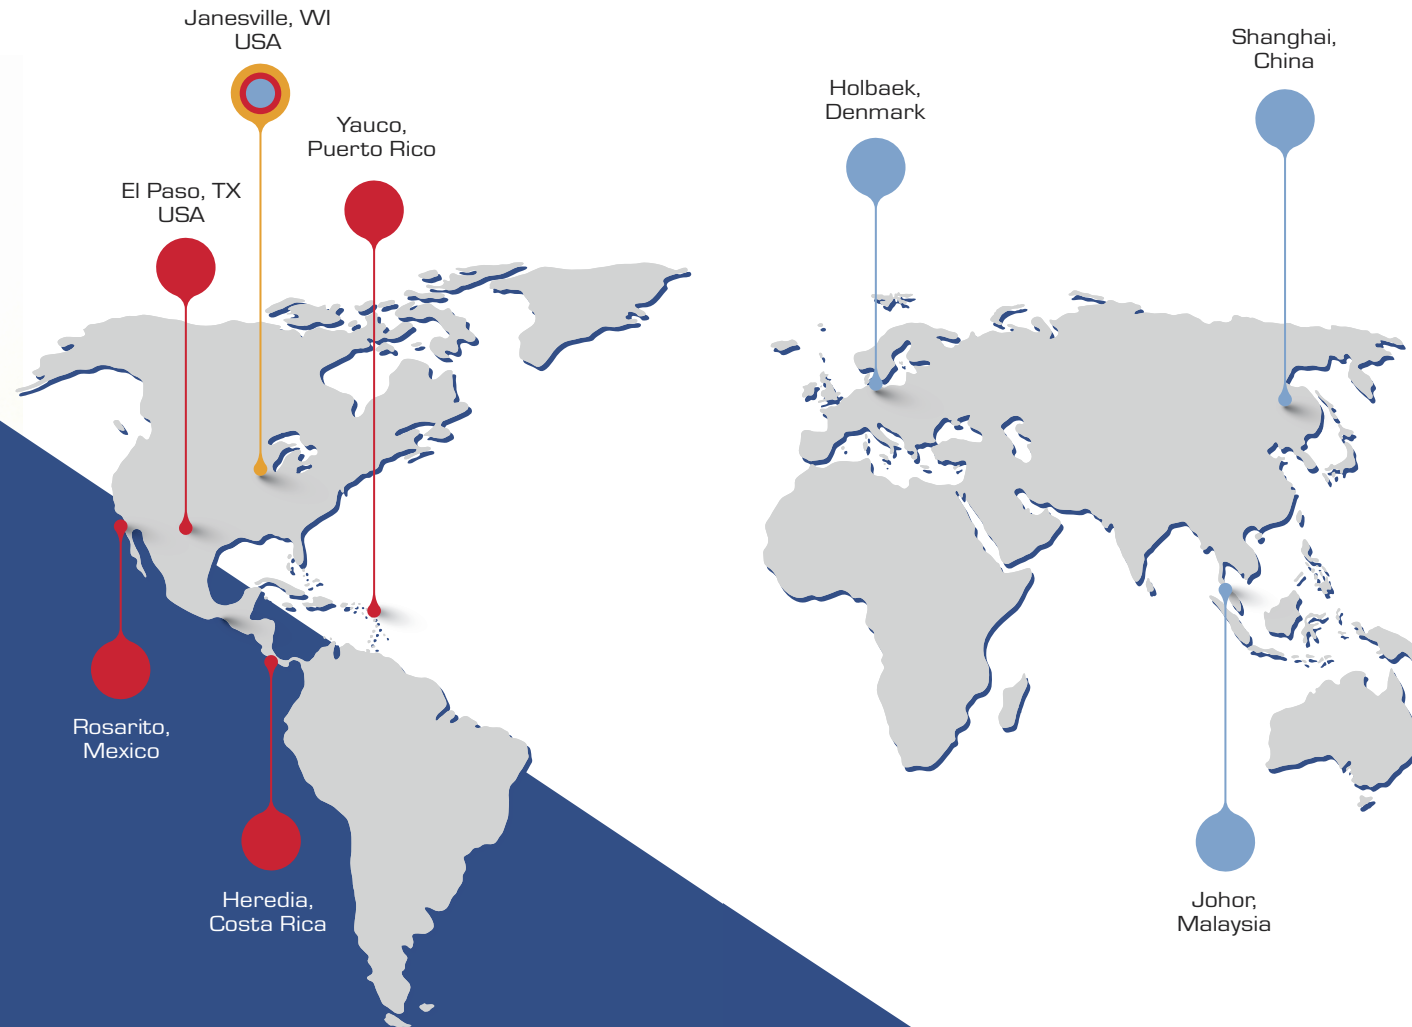 Janesville, WI
USA
Shanghai,
China
Holbaek,
Denmark
Yauco,
Puerto Rico
El Paso, TX
USA
Rosarito,
Mexico
Heredia,
Costa Rica
Johor,
Malaysia